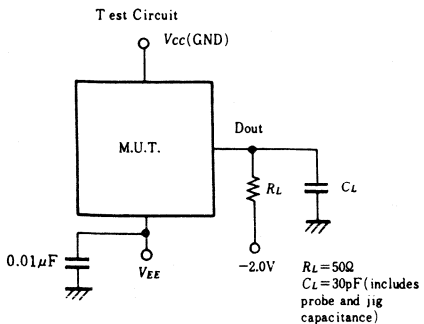 Test Circuit
Vcc(GND)
M.U.T.
Dout
RL
CL
0.01μF
VEE
−2.0V
RL=50Ω
CL=30pF(includes
probe and jig
capacitance)